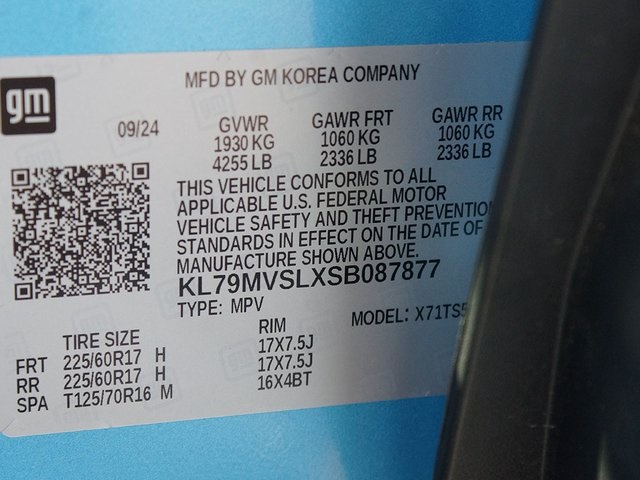 gm
MFD BY GM KOREA COMPANY
09/24 GVWR GAWR FRT GAWR RR
1930 KG 1060 KG 1060 KG
4255 LB 2336 LB 2336 LB
THIS VEHICLE CONFORMS TO ALL
APPLICABLE U.S. FEDERAL MOTOR
VEHICLE SAFETY AND THEFT PREVENTIO
STANDARDS IN EFFECT ON THE DATE OF
MANUFACTURE SHOWN ABOVE.
KL79MVSLXSB087877
TYPE: MPV MODEL: X71TS5
TIRE SIZE RIM
FRT 225/60R17 H 17X7.5J
RR 225/60R17 H 17X7.5J
SPA T125/70R16 M 16X4BT